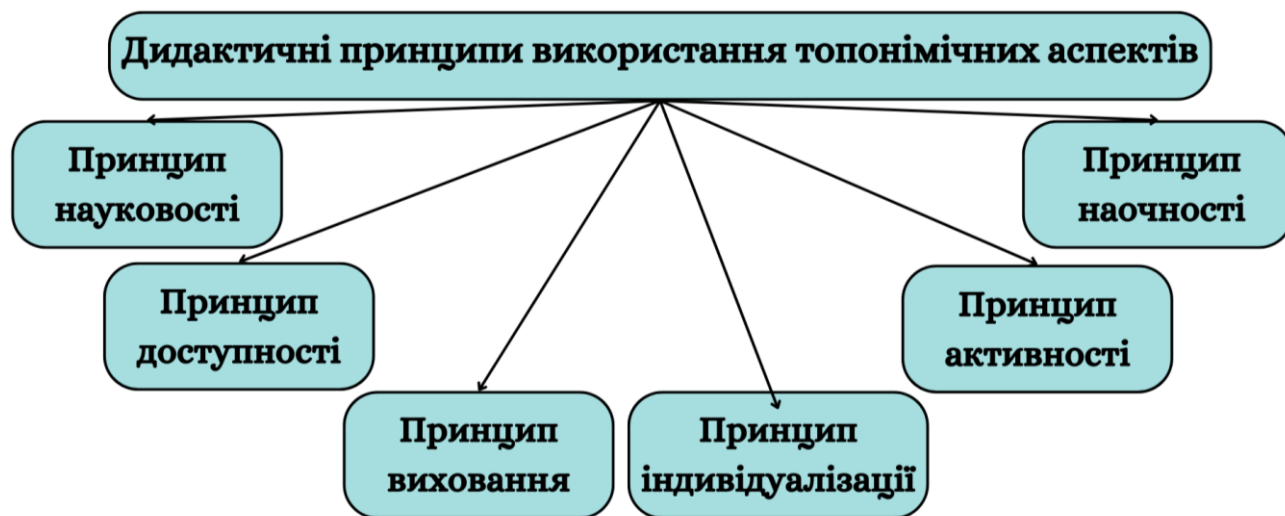 Дидактичні принципи використання топонімічних аспектів
Принцип
науковості
Принцип
наочності
Принцип
доступності
Принцип
активності
Принцип
виховання
Принцип
індивідуалізації